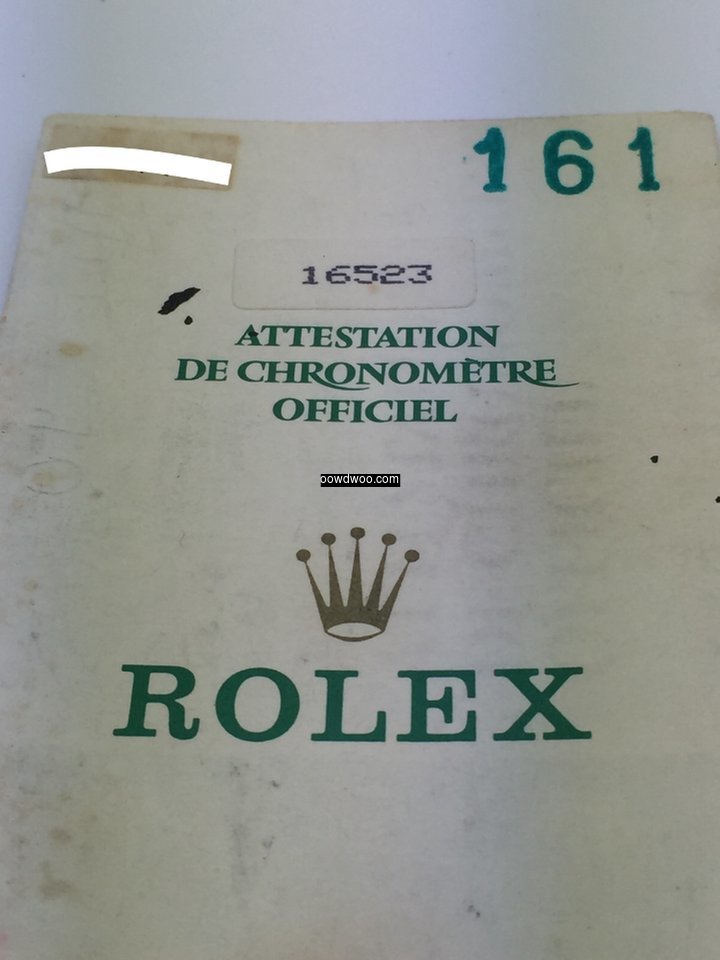 161
16523
ATTESTATION
DE CHRONOMÈTRE
OFFICIEL
oowdwoo.com
ROLEX